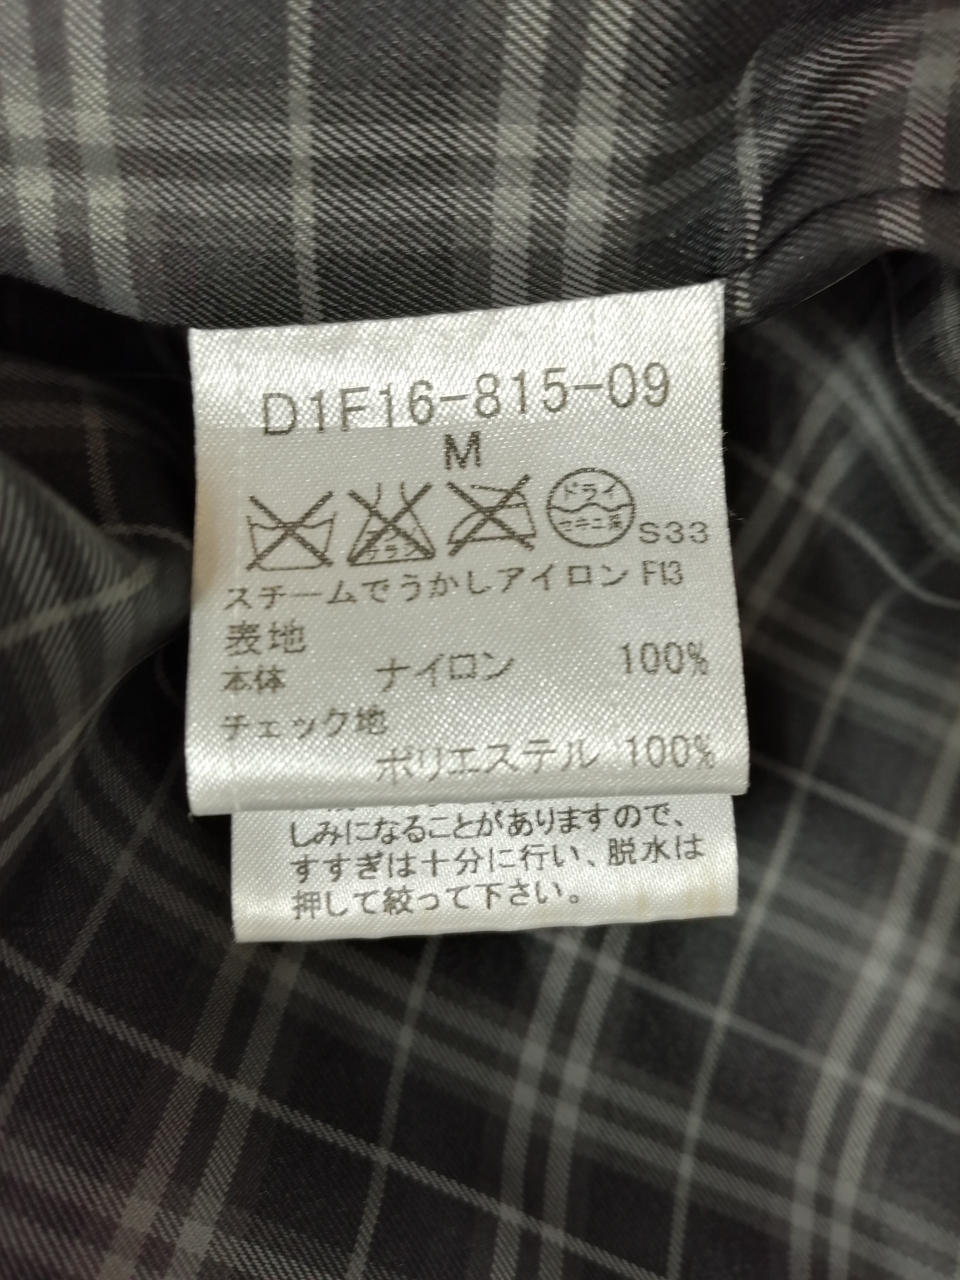 D1F16-815-09
M
ドライ
セキユ系
S33
スチームでうかしアイロン F13
表地
本体 ナイロン 100%
チェック地
ポリエステル 100%
しみになることがありますので、
すすぎは十分に行い、脱水は
押して絞って下さい。